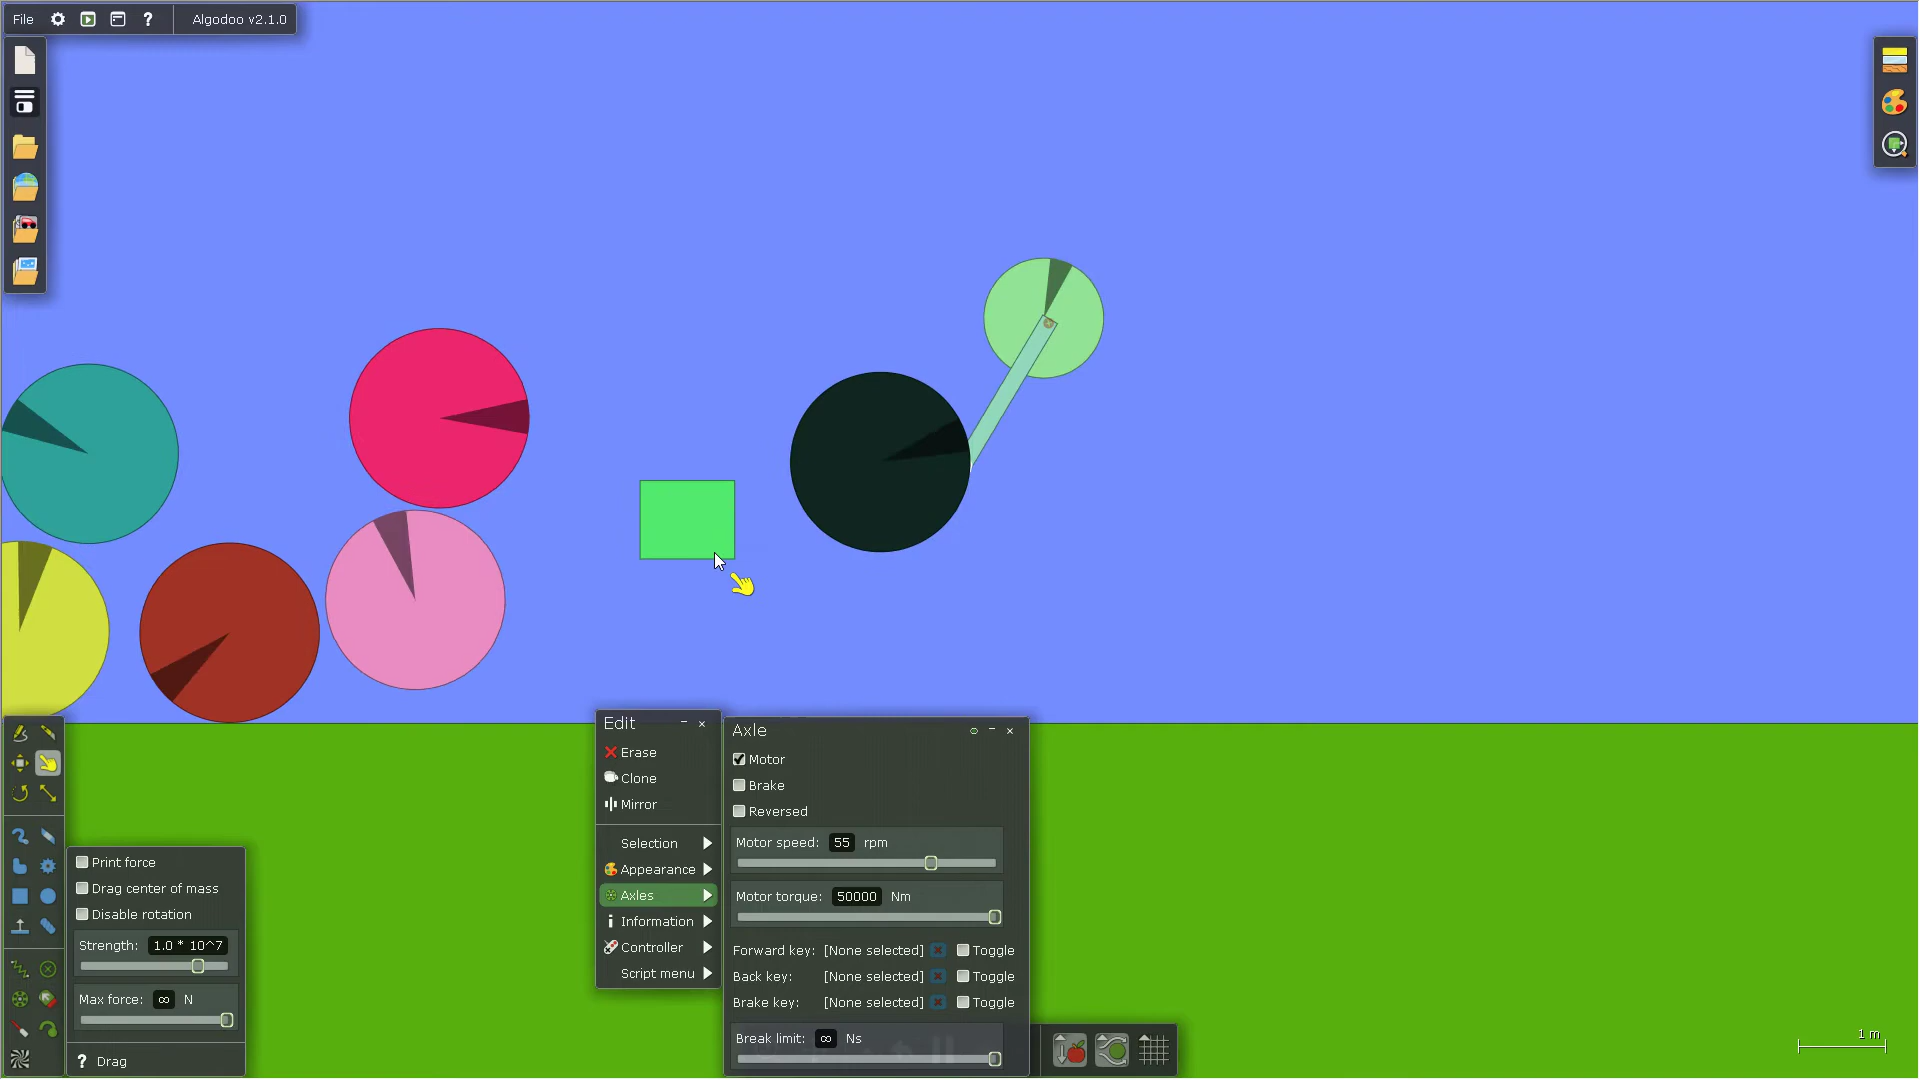 File ? Algodoo v2.1.0
Edit
Erase
Clone
Mirror
Selection
Appearance
Axles
Information
Controller
Script menu
Axle
Motor
Brake
Reversed
Motor speed: 55 rpm
Motor torque: 50000 Nm
Forward key: [None selected] Toggle
Back key: [None selected] Toggle
Brake key: [None selected] Toggle
Break limit: ∞ Ns
Print force
Drag center of mass
Disable rotation
Strength: 1.0 * 10^7
Max force: ∞ N
? Drag
1 m